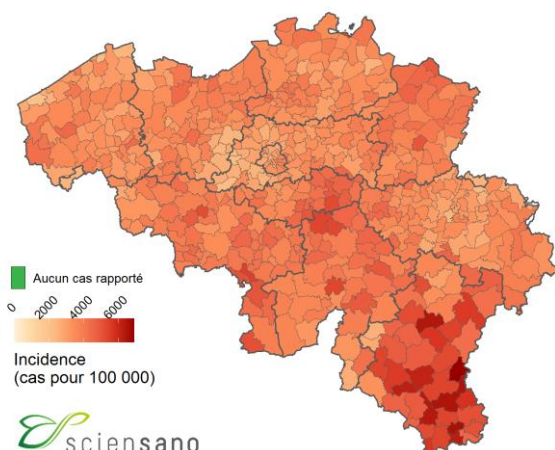 Aucun cas rapporté
0 2000 4000 6000
Incidence
(cas pour 100 000)
sciensano